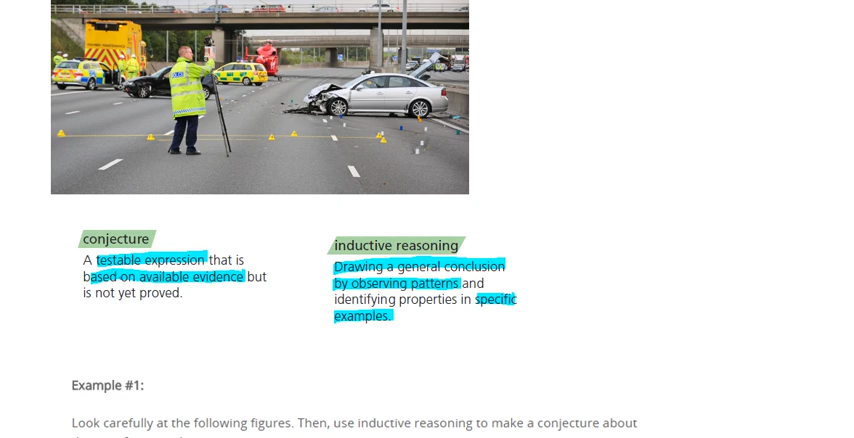 conjecture
A testable expression that is
based on available evidence but
is not yet proved.
inductive reasoning
Drawing a general conclusion
by observing patterns and
identifying properties in specific
examples.
Example #1:
Look carefully at the following figures. Then, use inductive reasoning to make a conjecture about